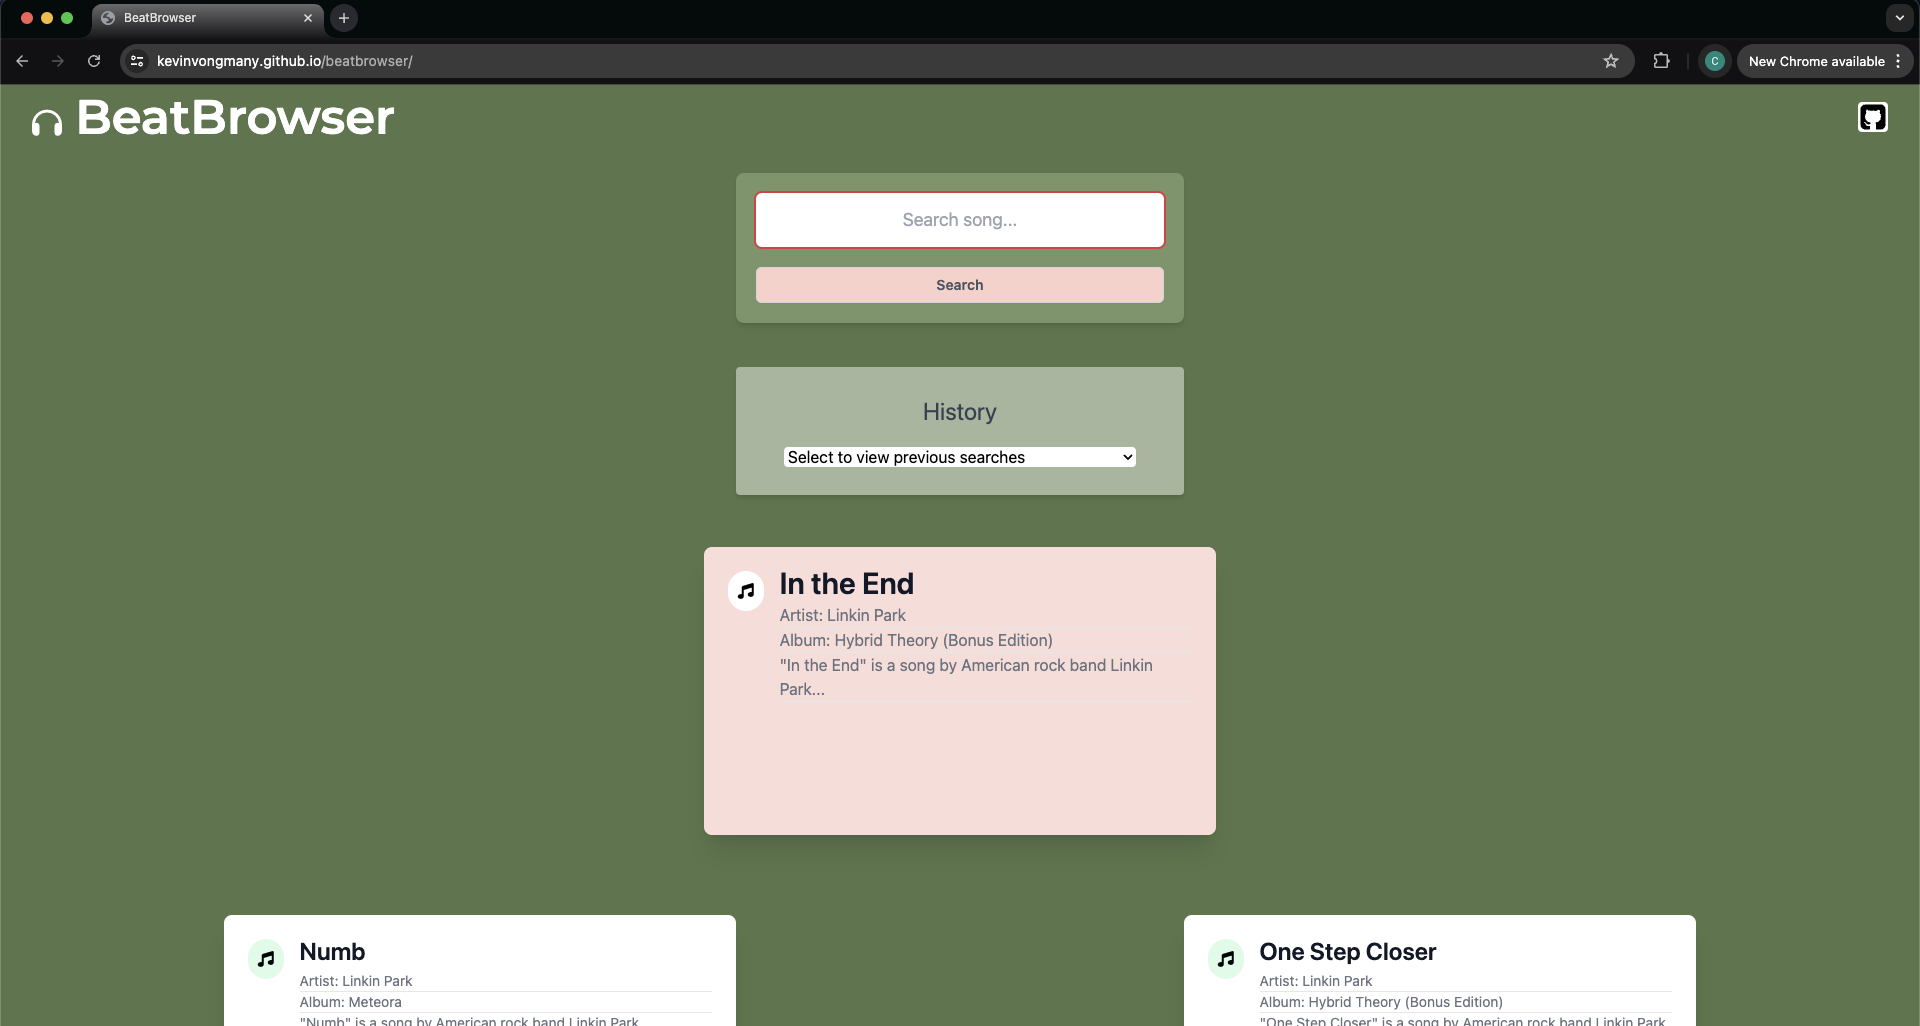 BeatBrowser
kevinvongmany.github.io/beatbrowser/
C
New Chrome available
BeatBrowser
Search song...
Search
History
Select to view previous searches
In the End
Artist: Linkin Park
Album: Hybrid Theory (Bonus Edition)
"In the End" is a song by American rock band Linkin
Park...
Numb
Artist: Linkin Park
Album: Meteora
"Numb" is a song by American rock band Linkin Park
One Step Closer
Artist: Linkin Park
Album: Hybrid Theory (Bonus Edition)
"One Step Closer" is a song by American rock band Linkin Park